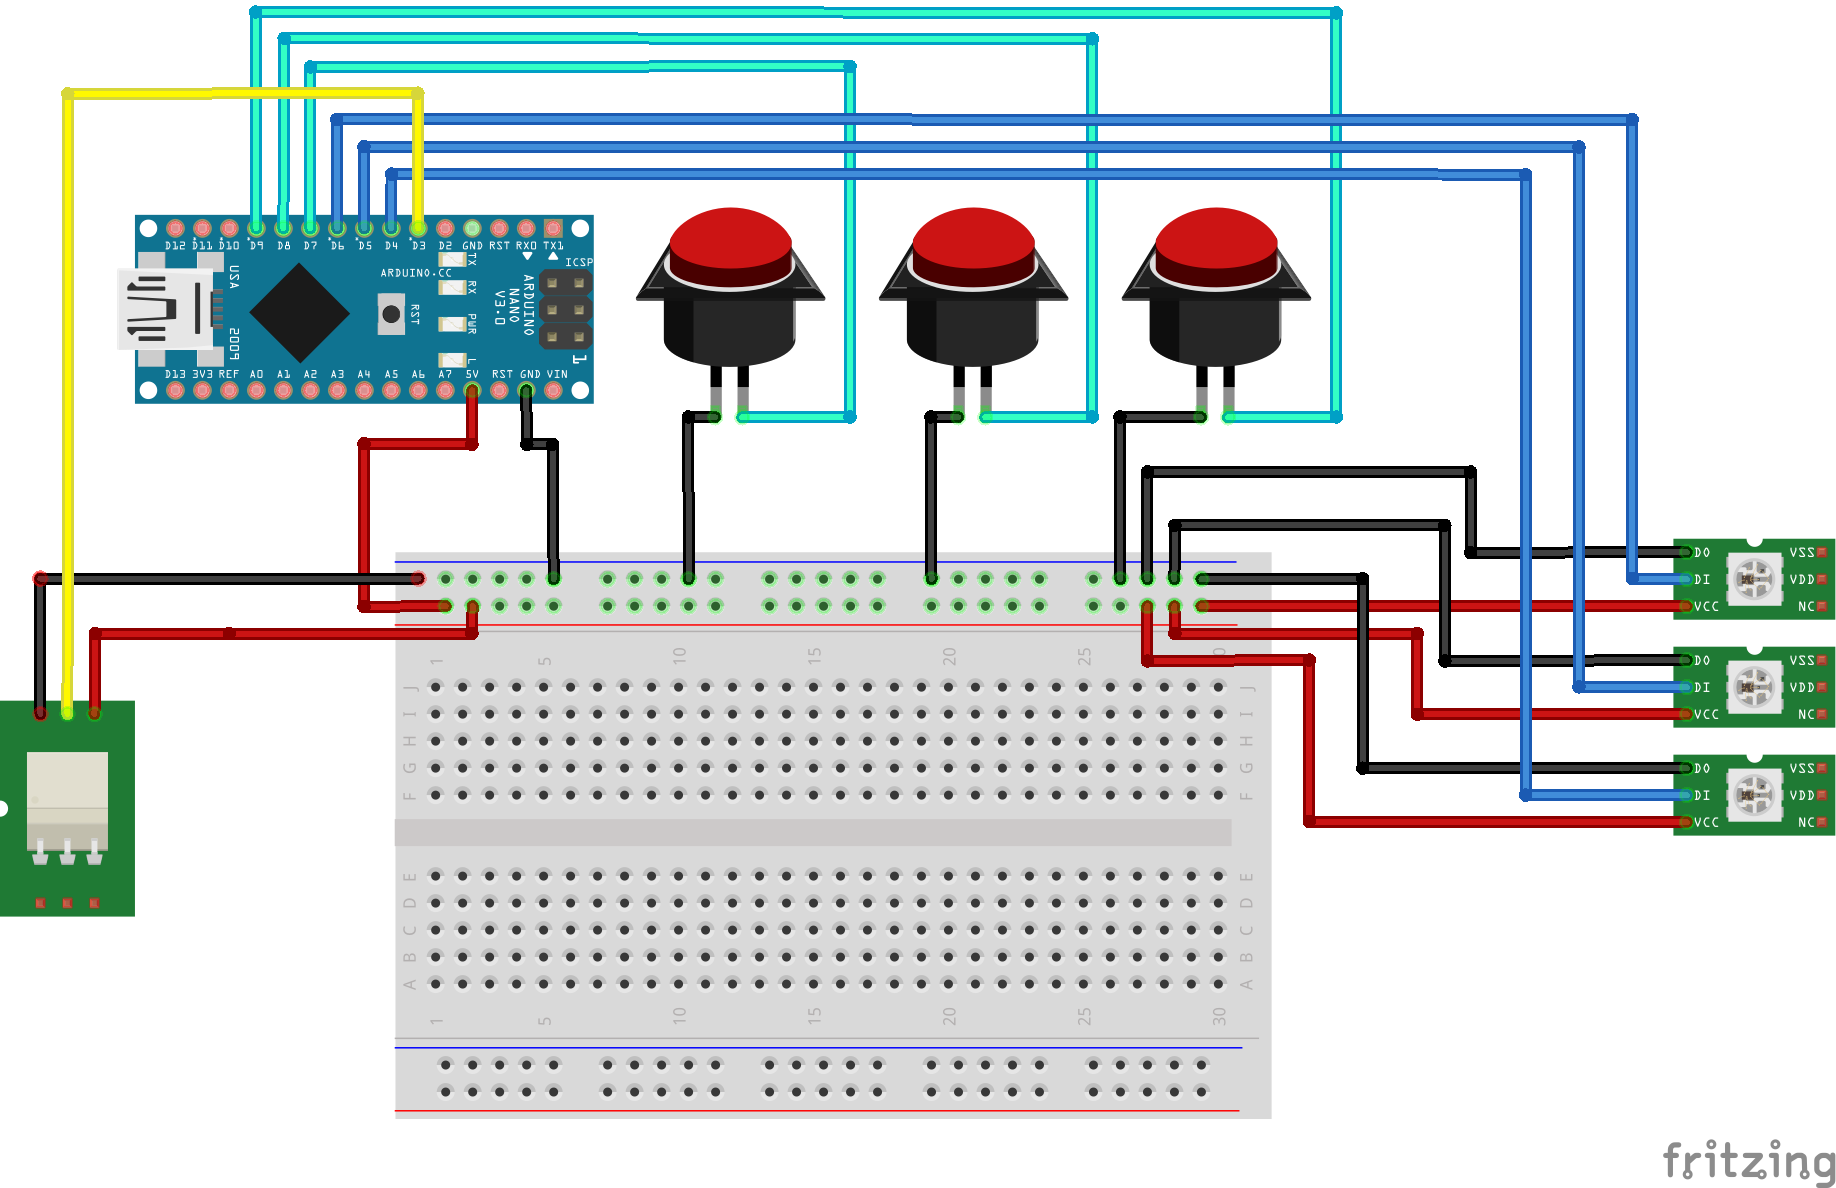 D12 D11 D10 D9 D8 D7 D6 D5 D4 D3 D2 GND RST RX0 TX1
USA
ARDUINO.CC
TX
ICSP
RX
RST
ARDUINO
NANO
V3.0
PWR
2009
L
1
D13 3V3 REF A0 A1 A2 A3 A4 A5 A6 A7 5V RST GND VIN
DO VSS
DI VDD
VCC NC
DO VSS
DI VDD
VCC NC
DO VSS
DI VDD
VCC NC
1 5 10 15 20 25
J J
I I
H H
G G
F F
E E
D D
C C
B B
A A
1 5 10 15 20 25 30
fritzing